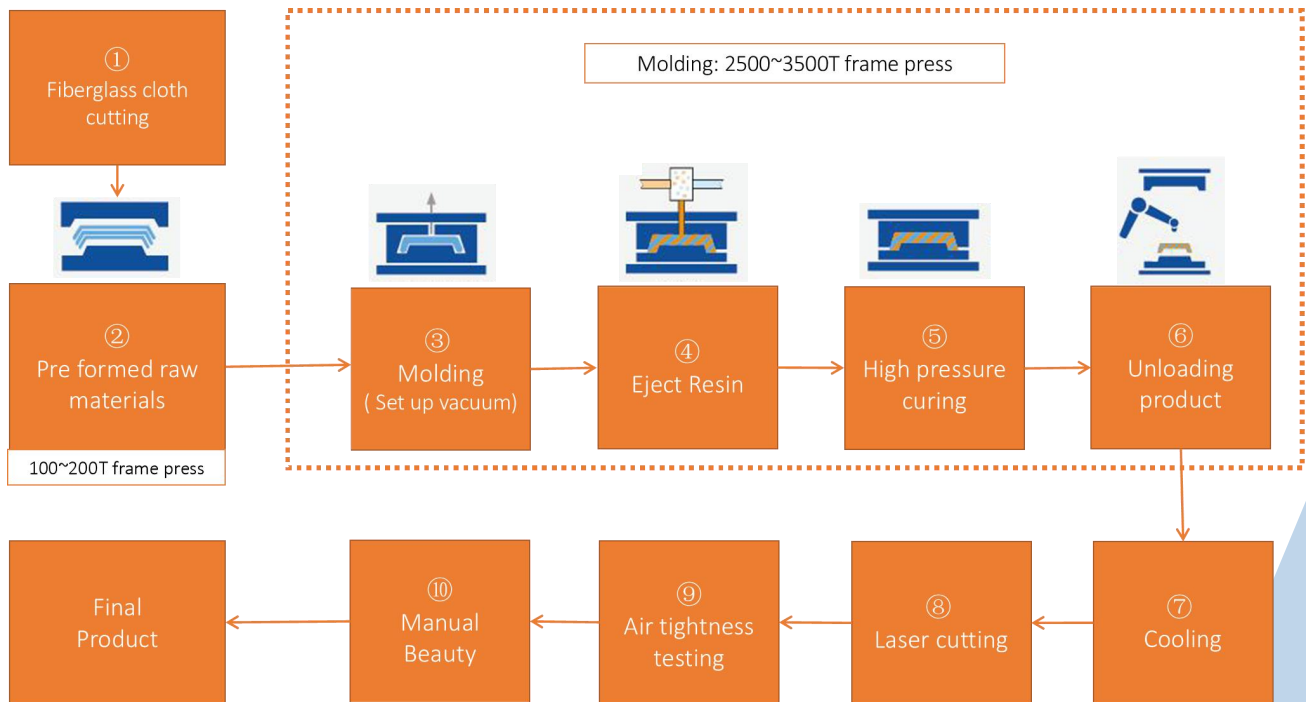 ①
Fiberglass cloth
cutting
Molding: 2500~3500T frame press
②
Pre formed raw
materials
100~200T frame press
③
Molding
( Set up vacuum)
④
Eject Resin
⑤
High pressure
curing
⑥
Unloading
product
⑦
Cooling
⑧
Laser cutting
⑨
Air tightness
testing
⑩
Manual
Beauty
Final
Product